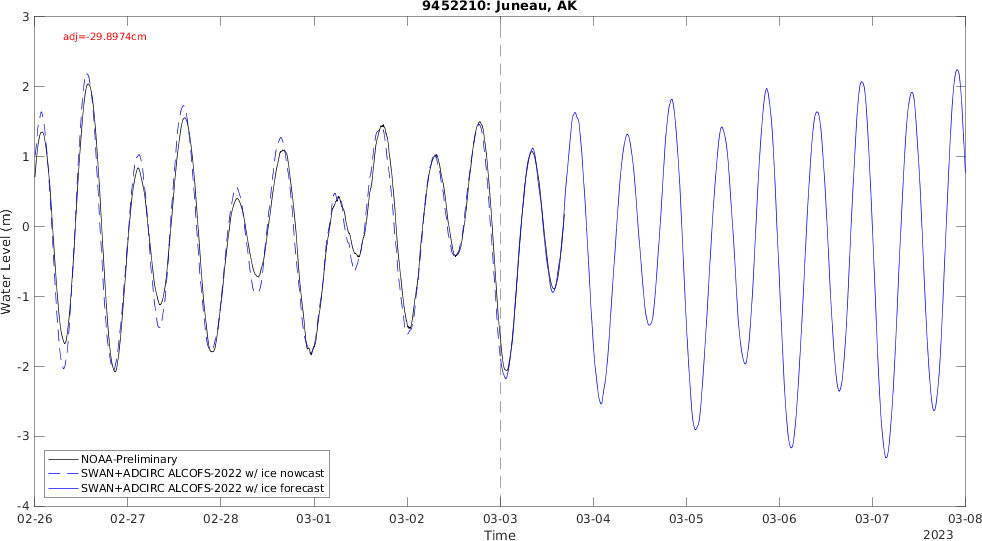 9452210: Juneau, AK
adj=-29.8974cm
3
2
1
0
-1
-2
-3
-4
Water Level (m)
NOAA-Preliminary
SWAN+ADCIRC ALCOFS-2022 w/ ice nowcast
SWAN+ADCIRC ALCOFS-2022 w/ ice forecast
02-26 02-27 02-28 03-01 03-02 03-03 03-04 03-05 03-06 03-07 03-08
Time
2023